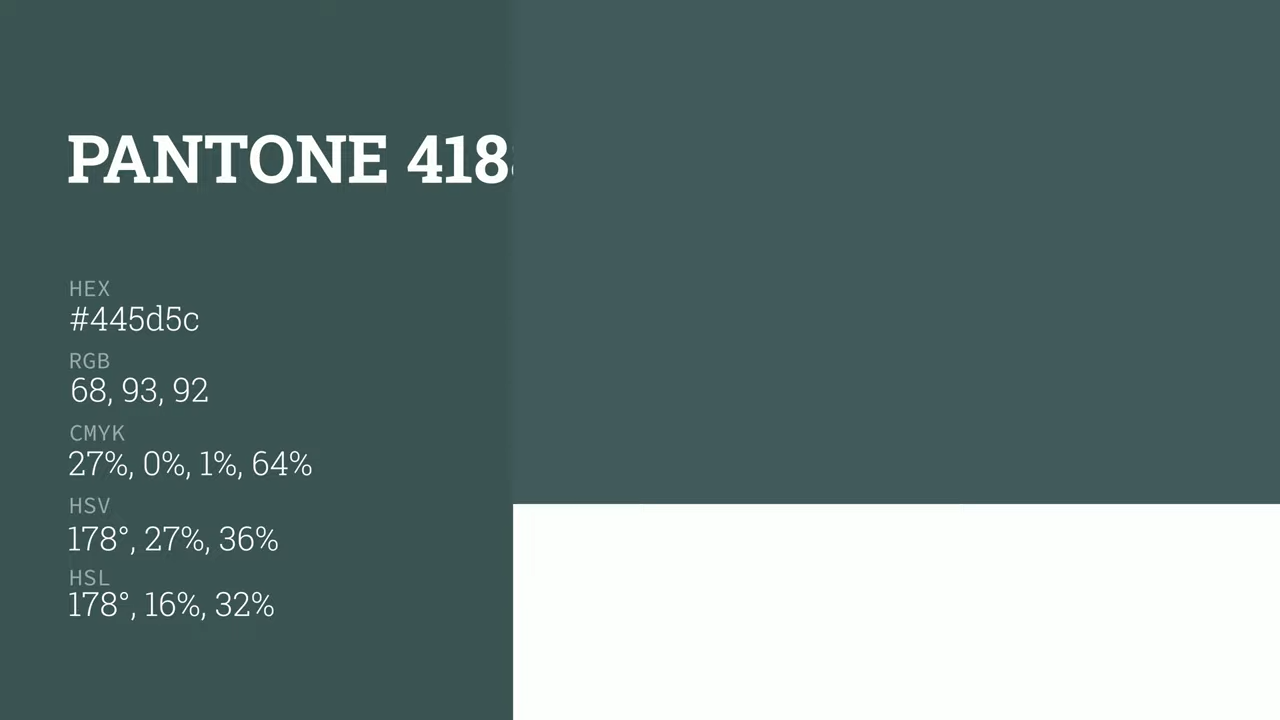 PANTONE 418
HEX
#445d5c
RGB
68, 93, 92
CMYK
27%, 0%, 1%, 64%
HSV
178°, 27%, 36%
HSL
178°, 16%, 32%